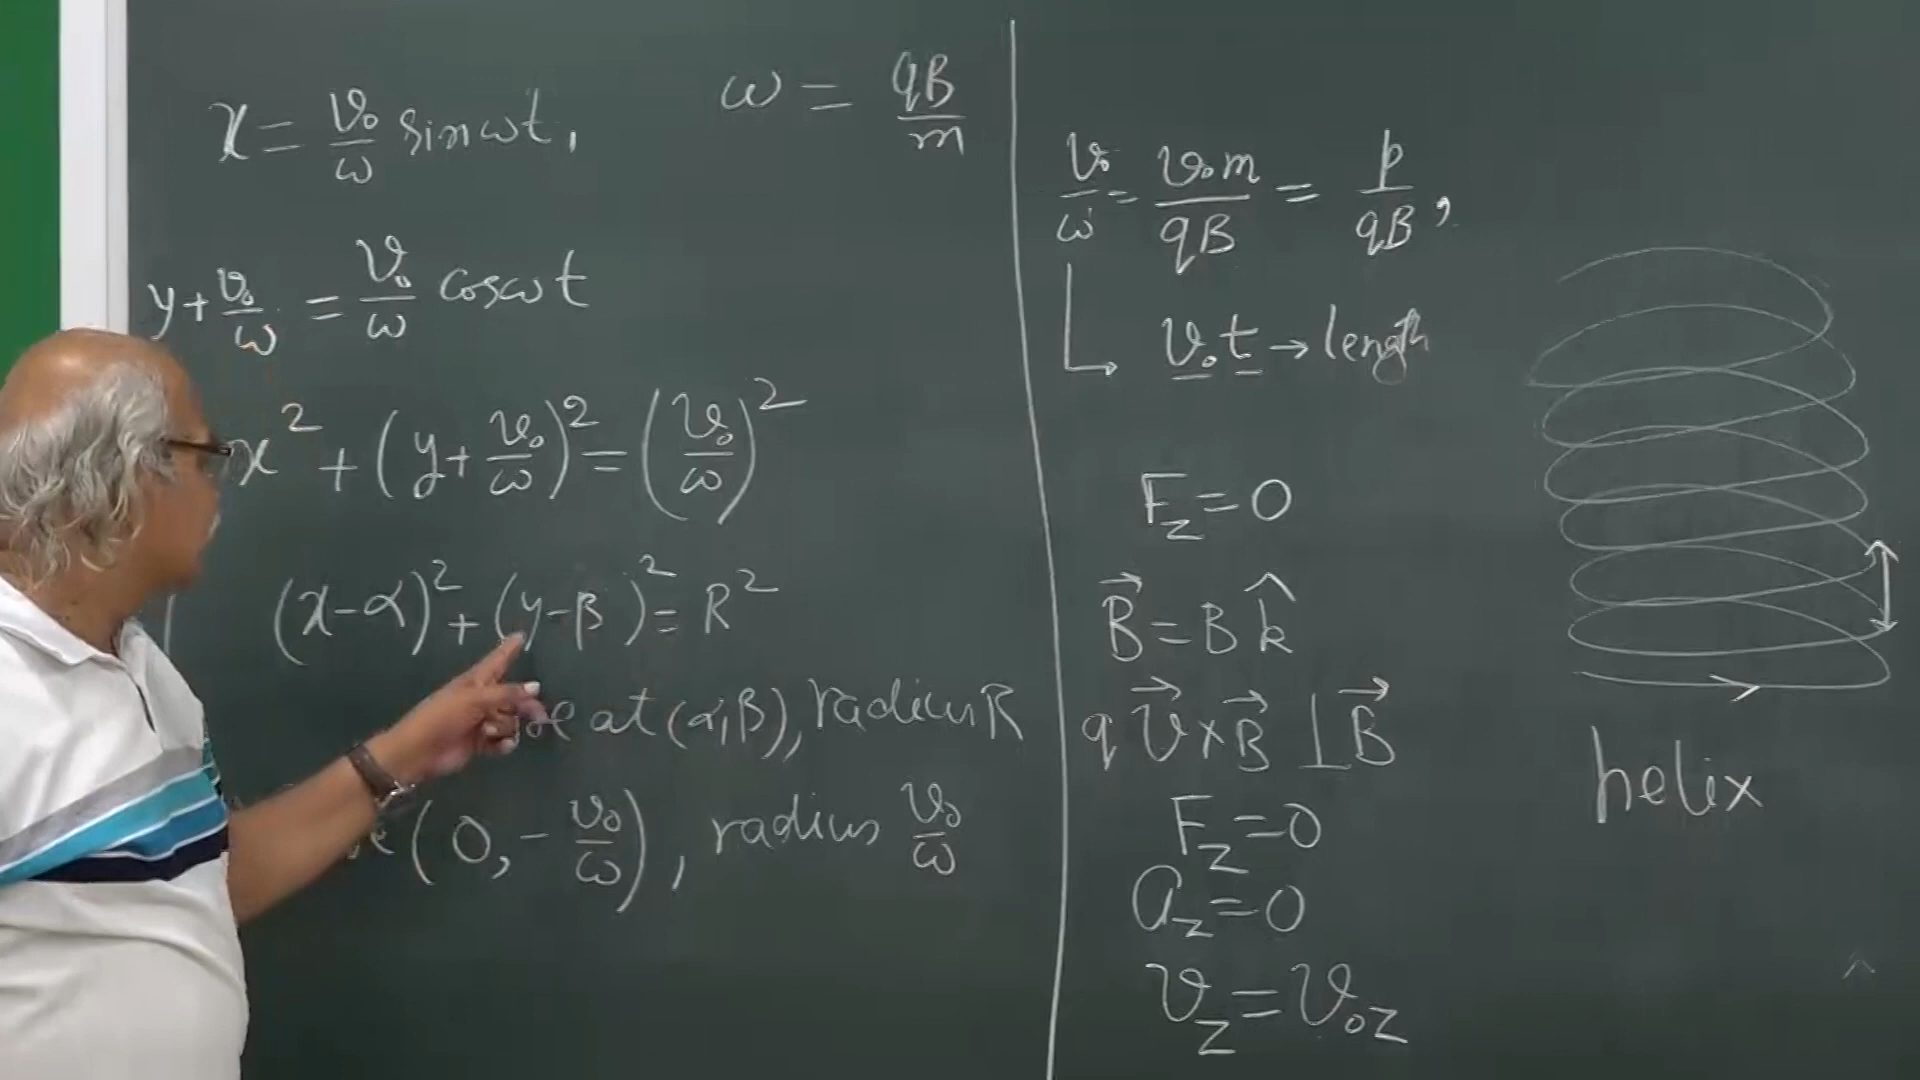 x = v₀/ω sin ωt,
ω = qB/m
y + v₀/ω = v₀/ω cos ωt
x² + (y + v₀/ω)² = (v₀/ω)²
(x-α)² + (y-β)² = R²
at (α,β), radius R
(0, - v₀/ω), radius v₀/ω
v₀/ω = v₀m/qB = p/qB,
↳ v₀t → length
F_z = 0
B⃗ = B k̂
q v⃗ × B⃗ ⊥ B⃗
F_z = 0
a_z = 0
v_z = v₀z
helix